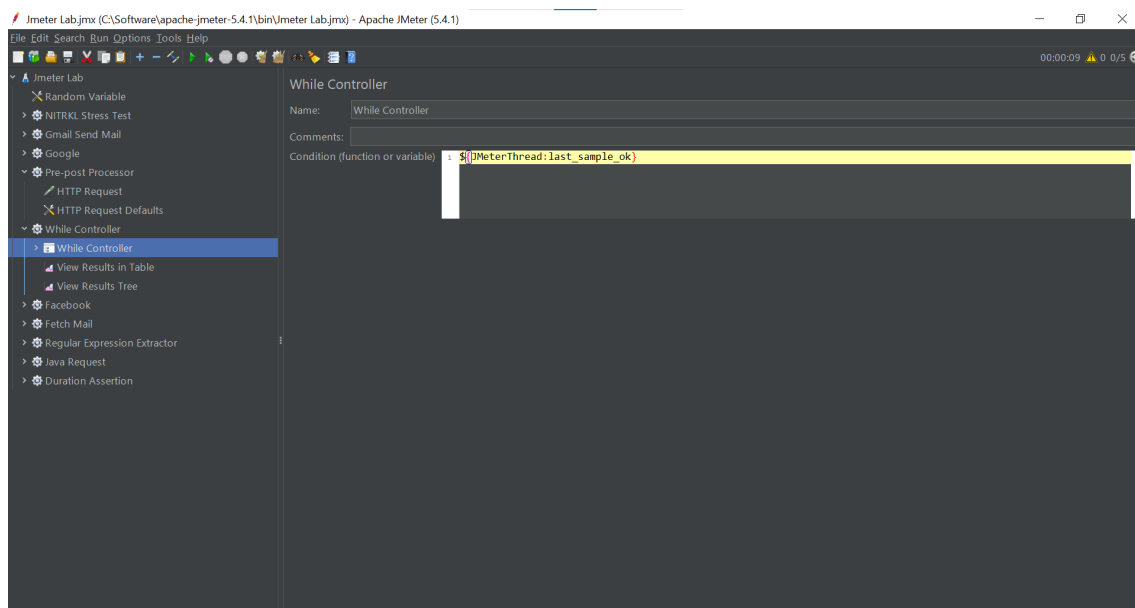 Jmeter Lab.jmx (C:\Software\apache-jmeter-5.4.1\bin\Jmeter Lab.jmx) - Apache JMeter (5.4.1)
File Edit Search Run Options Tools Help
00:00:09 0 0/5
Jmeter Lab
Random Variable
NITRKL Stress Test
Gmail Send Mail
Google
Pre-post Processor
HTTP Request
HTTP Request Defaults
While Controller
While Controller
View Results in Table
View Results Tree
Facebook
Fetch Mail
Regular Expression Extractor
Java Request
Duration Assertion
While Controller
Name: While Controller
Comments:
Condition (function or variable) 1 ${JMeterThread:last_sample_ok}